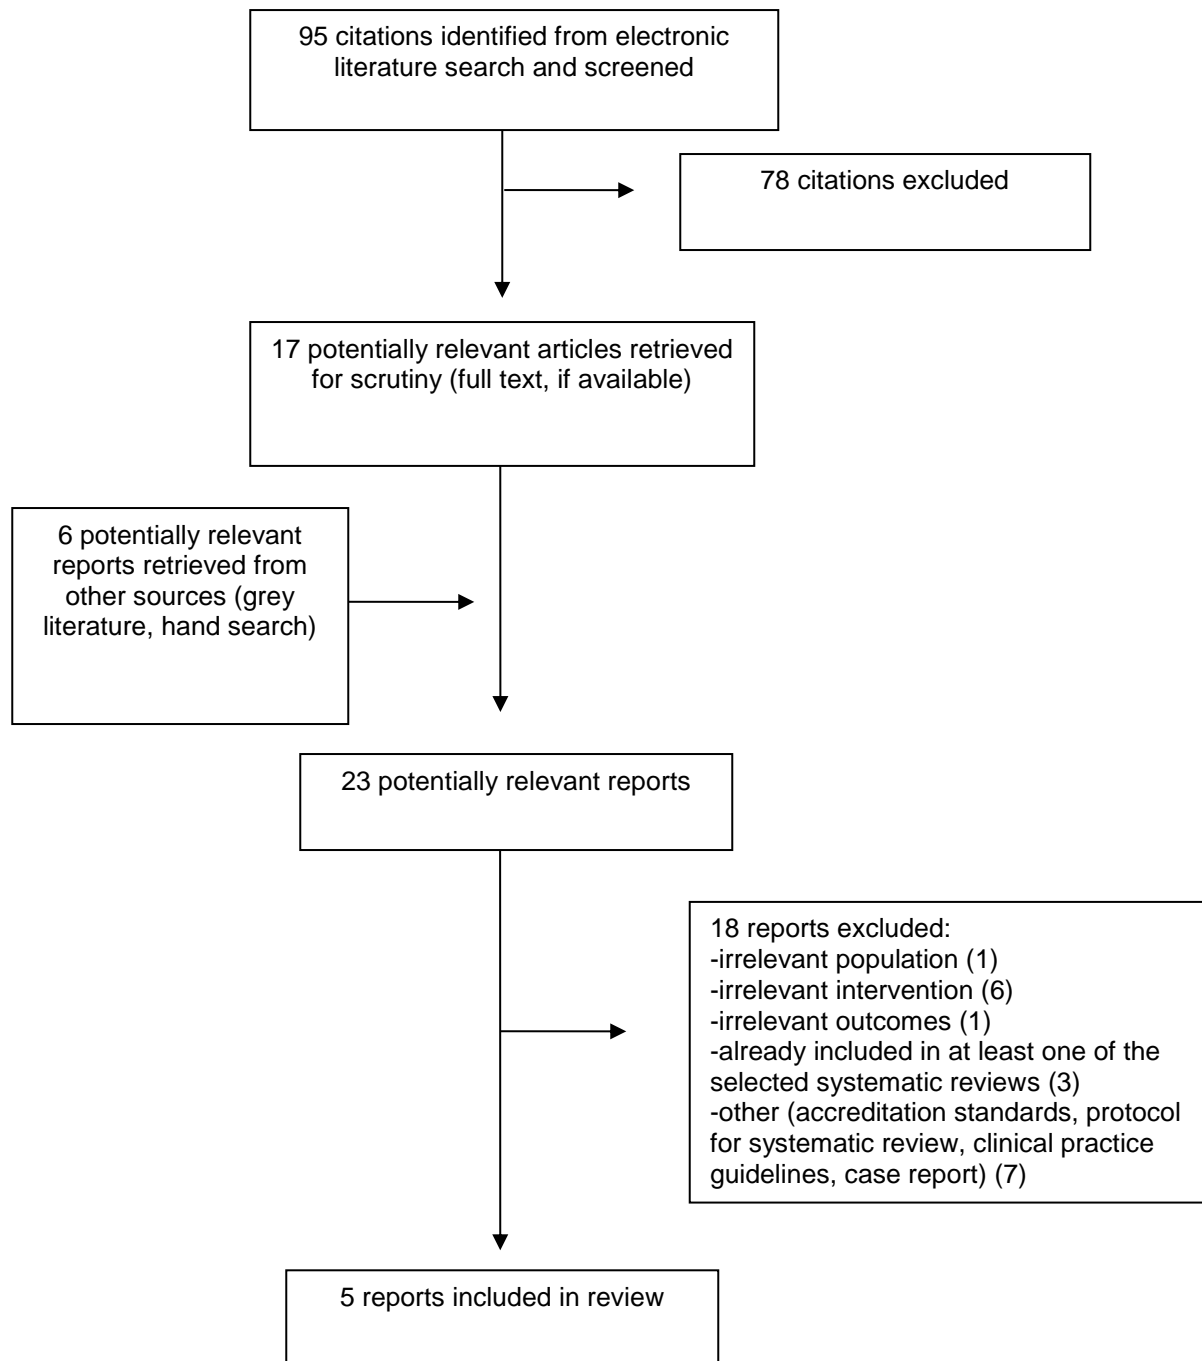 95 citations identified from electronic
literature search and screened
78 citations excluded
17 potentially relevant articles retrieved
for scrutiny (full text, if available)
6 potentially relevant
reports retrieved from
other sources (grey
literature, hand search)
23 potentially relevant reports
18 reports excluded:
-irrelevant population (1)
-irrelevant intervention (6)
-irrelevant outcomes (1)
-already included in at least one of the
selected systematic reviews (3)
-other (accreditation standards, protocol
for systematic review, clinical practice
guidelines, case report) (7)
5 reports included in review